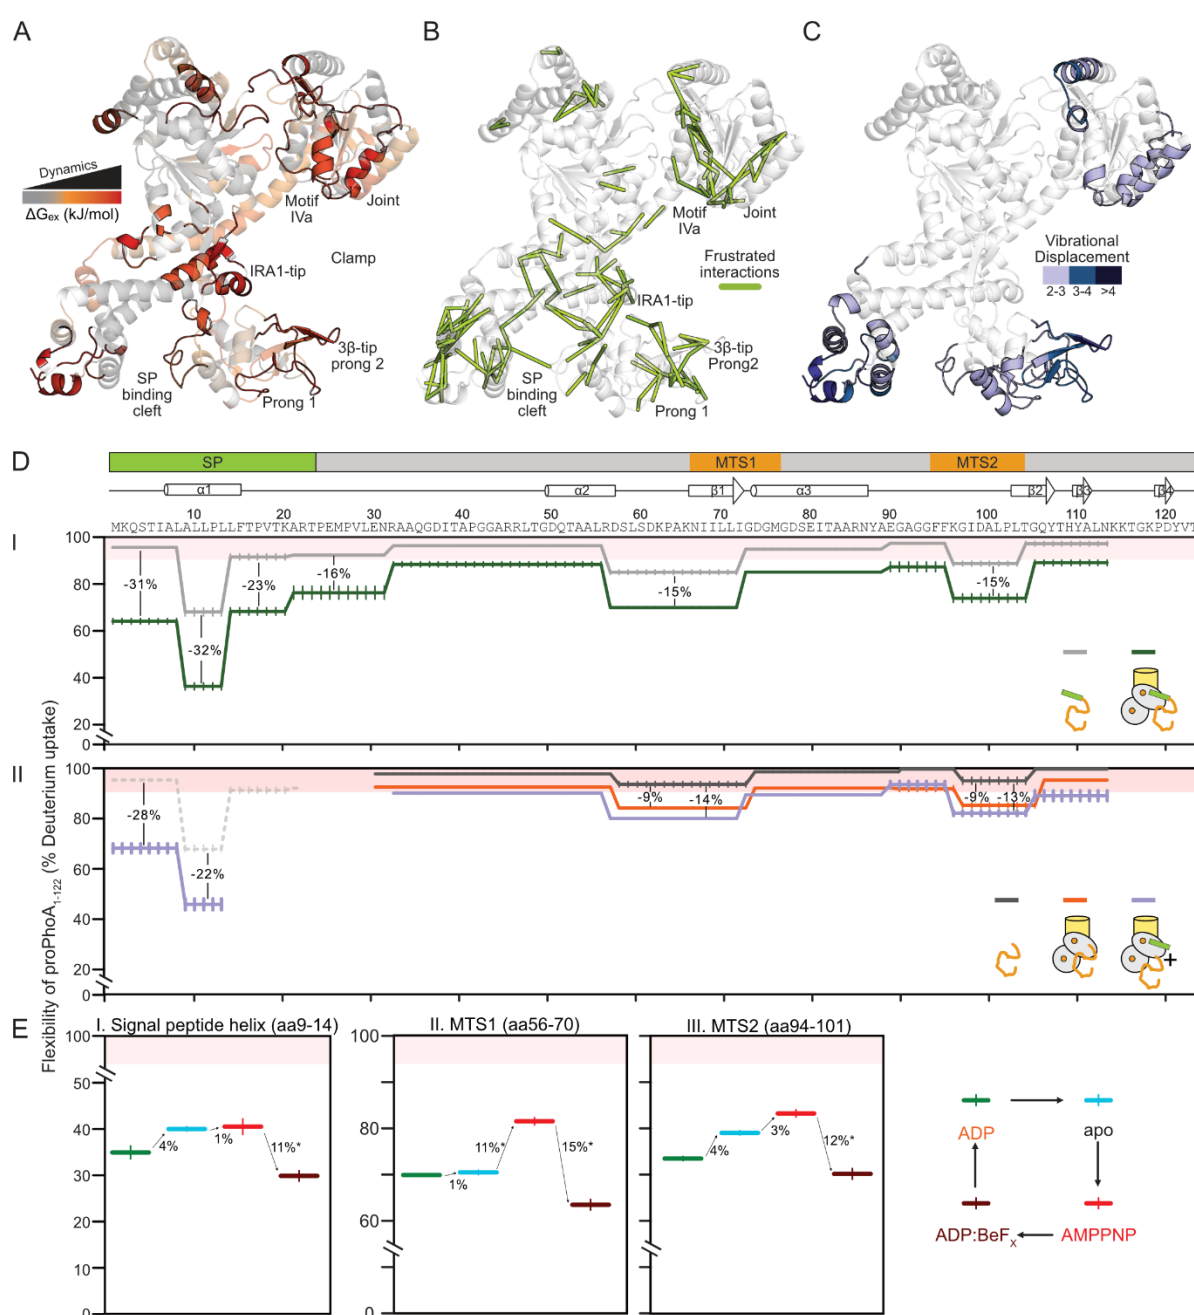 A
B
C
Dynamics
ΔGex (kJ/mol)
Motif
IVa
Joint
IRA1-tip
Clamp
3β-tip
prong 2
SP
binding
cleft
Prong 1
Motif
IVa
Joint
Frustrated
interactions
IRA1-tip
3β-tip
Prong2
SP
binding
cleft
Prong 1
Vibrational
Displacement
2-3 3-4 >4
D
SP MTS1 MTS2
α1 α2 β1 α3 β2 β3 β4
MKQSTIALALLPLLFTPVTKARTPEMPVLENRAAQGDITAPGGARRLTGDQTAALRDSLSDKPAKNIILLIGDGMGDSEITAARNYAEGAGGFFKGIDALPLTGQYTHYALNKKTGKPDYVT
10 20 30 40 50 60 70 80 90 100 110 120
I
100
80
60
40
20
0
-31%
-32%
-23%
-16%
-15%
-15%
II
100
80
60
40
20
0
-28%
-22%
-9%
-14%
-9%
-13%
+
Flexibility of proPhoA1-122 (% Deuterium uptake)
E
I. Signal peptide helix (aa9-14)
100
50
40
30
20
10
0
4%
1%
11%*
II. MTS1 (aa56-70)
100
80
60
0
1%
11%*
15%*
III. MTS2 (aa94-101)
4%
3%
12%*
ADP
apo
ADP:BeFx
AMPPNP